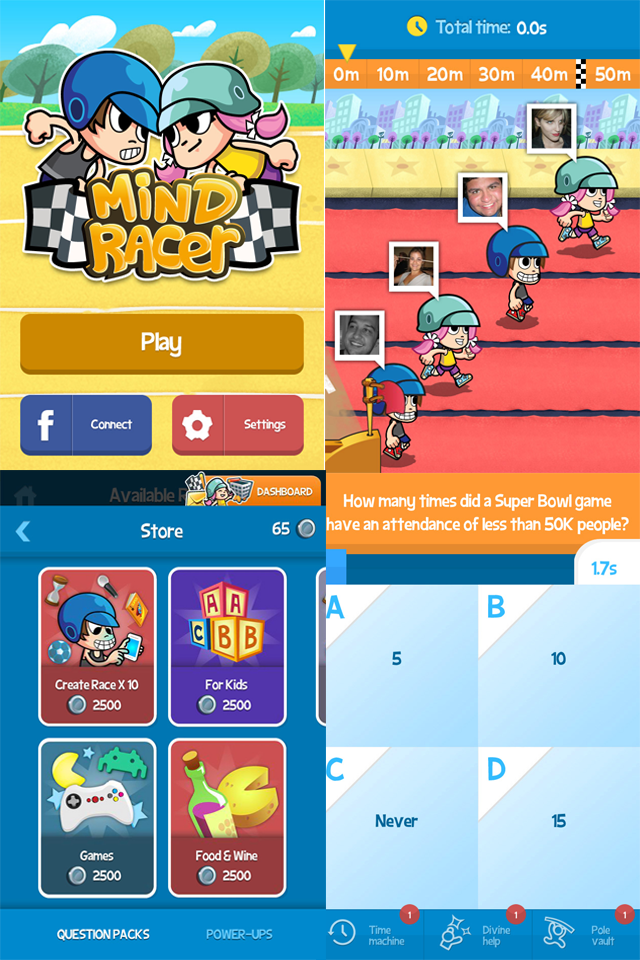 MIND
RACER
Play
Connect
Settings
Available R
DASHBOARD
Store
65
Create Race X 10
2500
A A
C B B
For Kids
2500
Games
2500
Food & Wine
2500
QUESTION PACKS
POWER-UPS
Total time: 0.0s
0m 10m 20m 30m 40m 50m
How many times did a Super Bowl game
have an attendance of less than 50K people?
1.7s
A
5
B
10
C
Never
D
15
Time
machine
1
Divine
help
1
Pole
vault
1